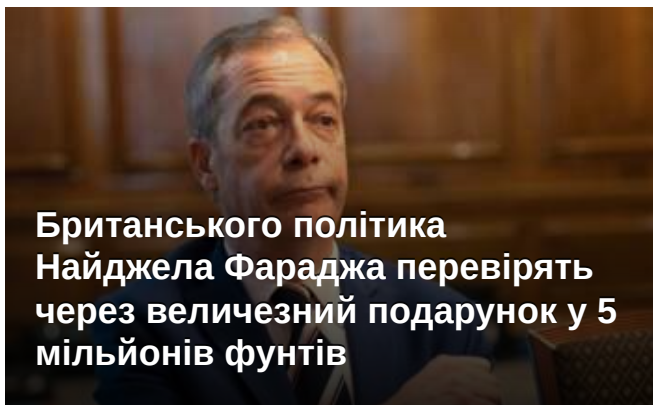 Британського політика
Найджела Фараджа перевірять
через величезний подарунок у 5
мільйонів фунтів